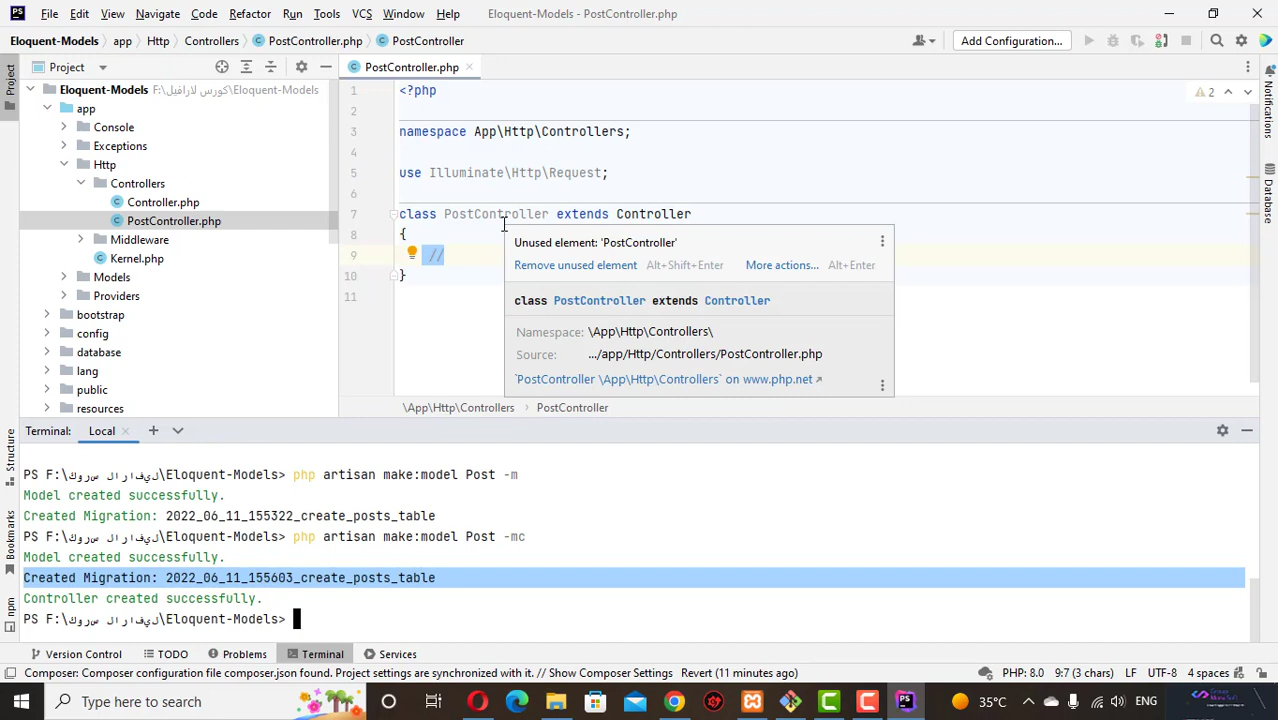 PS File Edit View Navigate Code Refactor Run Tools VCS Window Help Eloquent-Models - PostController.php
Eloquent-Models app Http Controllers PostController.php PostController Add Configuration...
Project
Project
PostController.php
Eloquent-Models F:\كورس لارافيل\Eloquent-Models
app
Console
Exceptions
Http
Controllers
Controller.php
PostController.php
Middleware
Kernel.php
Models
Providers
bootstrap
config
database
lang
public
resources
1 <?php
2
3 namespace App\Http\Controllers;
4
5 use Illuminate\Http\Request;
6
7 class PostController extends Controller
8 {
9 //
10 }
11
2
Unused element: 'PostController'
Remove unused element Alt+Shift+Enter More actions... Alt+Enter
class PostController extends Controller
Namespace: \App\Http\Controllers\
Source: .../app/Http/Controllers/PostController.php
`PostController \App\Http\Controllers` on www.php.net
\App\Http\Controllers PostController
Notifications
Database
Structure
Bookmarks
npm
Terminal: Local
PS F:\كورس لارافيل\Eloquent-Models> php artisan make:model Post -m
Model created successfully.
Created Migration: 2022_06_11_155322_create_posts_table
PS F:\كورس لارافيل\Eloquent-Models> php artisan make:model Post -mc
Model created successfully.
Created Migration: 2022_06_11_155603_create_posts_table
Controller created successfully.
PS F:\كورس لارافيل\Eloquent-Models>
Version Control TODO Problems Terminal Services
Composer: Composer configuration file composer.json found. Project settings are synchronized with it. // Show Composer Settings Revert (11 minutes ago) PHP: 8.0 9:7 (3 chars) LF UTF-8 4 spaces
Type here to search 35°C ENG